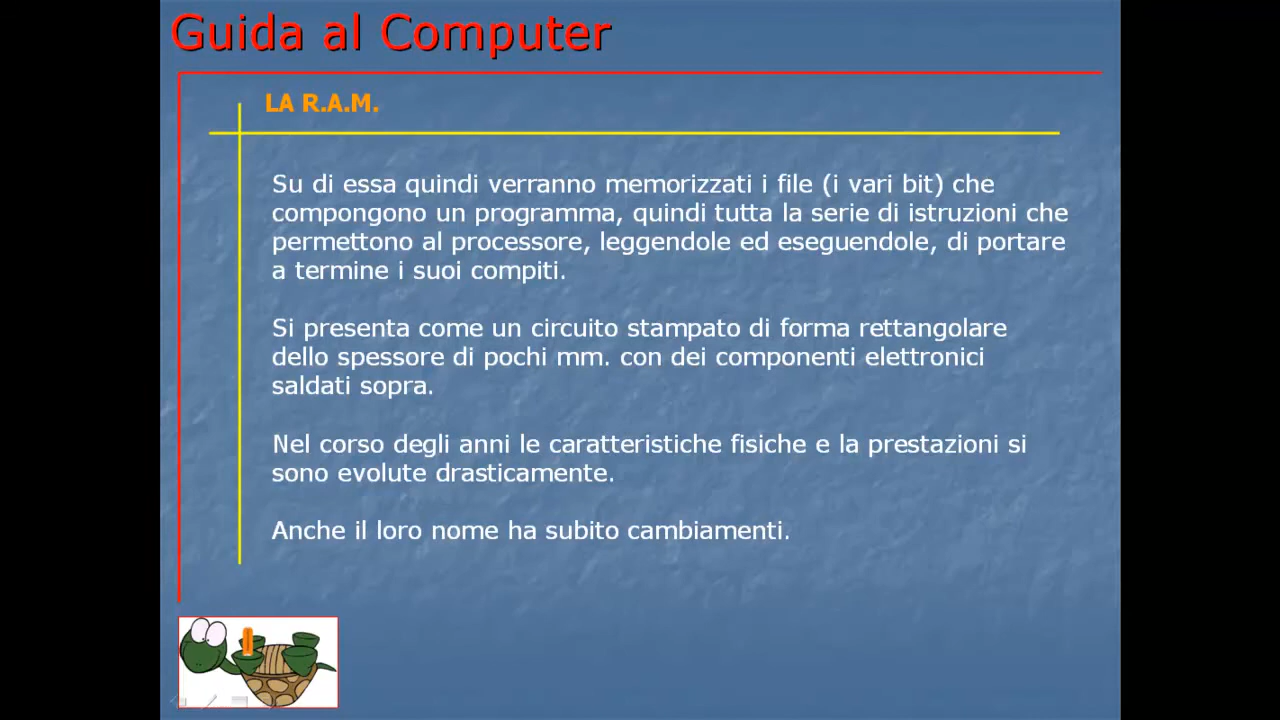 Guida al Computer
LA R.A.M.
Su di essa quindi verranno memorizzati i file (i vari bit) che
compongono un programma, quindi tutta la serie di istruzioni che
permettono al processore, leggendole ed eseguendole, di portare
a termine i suoi compiti.
Si presenta come un circuito stampato di forma rettangolare
dello spessore di pochi mm. con dei componenti elettronici
saldati sopra.
Nel corso degli anni le caratteristiche fisiche e la prestazioni si
sono evolute drasticamente.
Anche il loro nome ha subito cambiamenti.